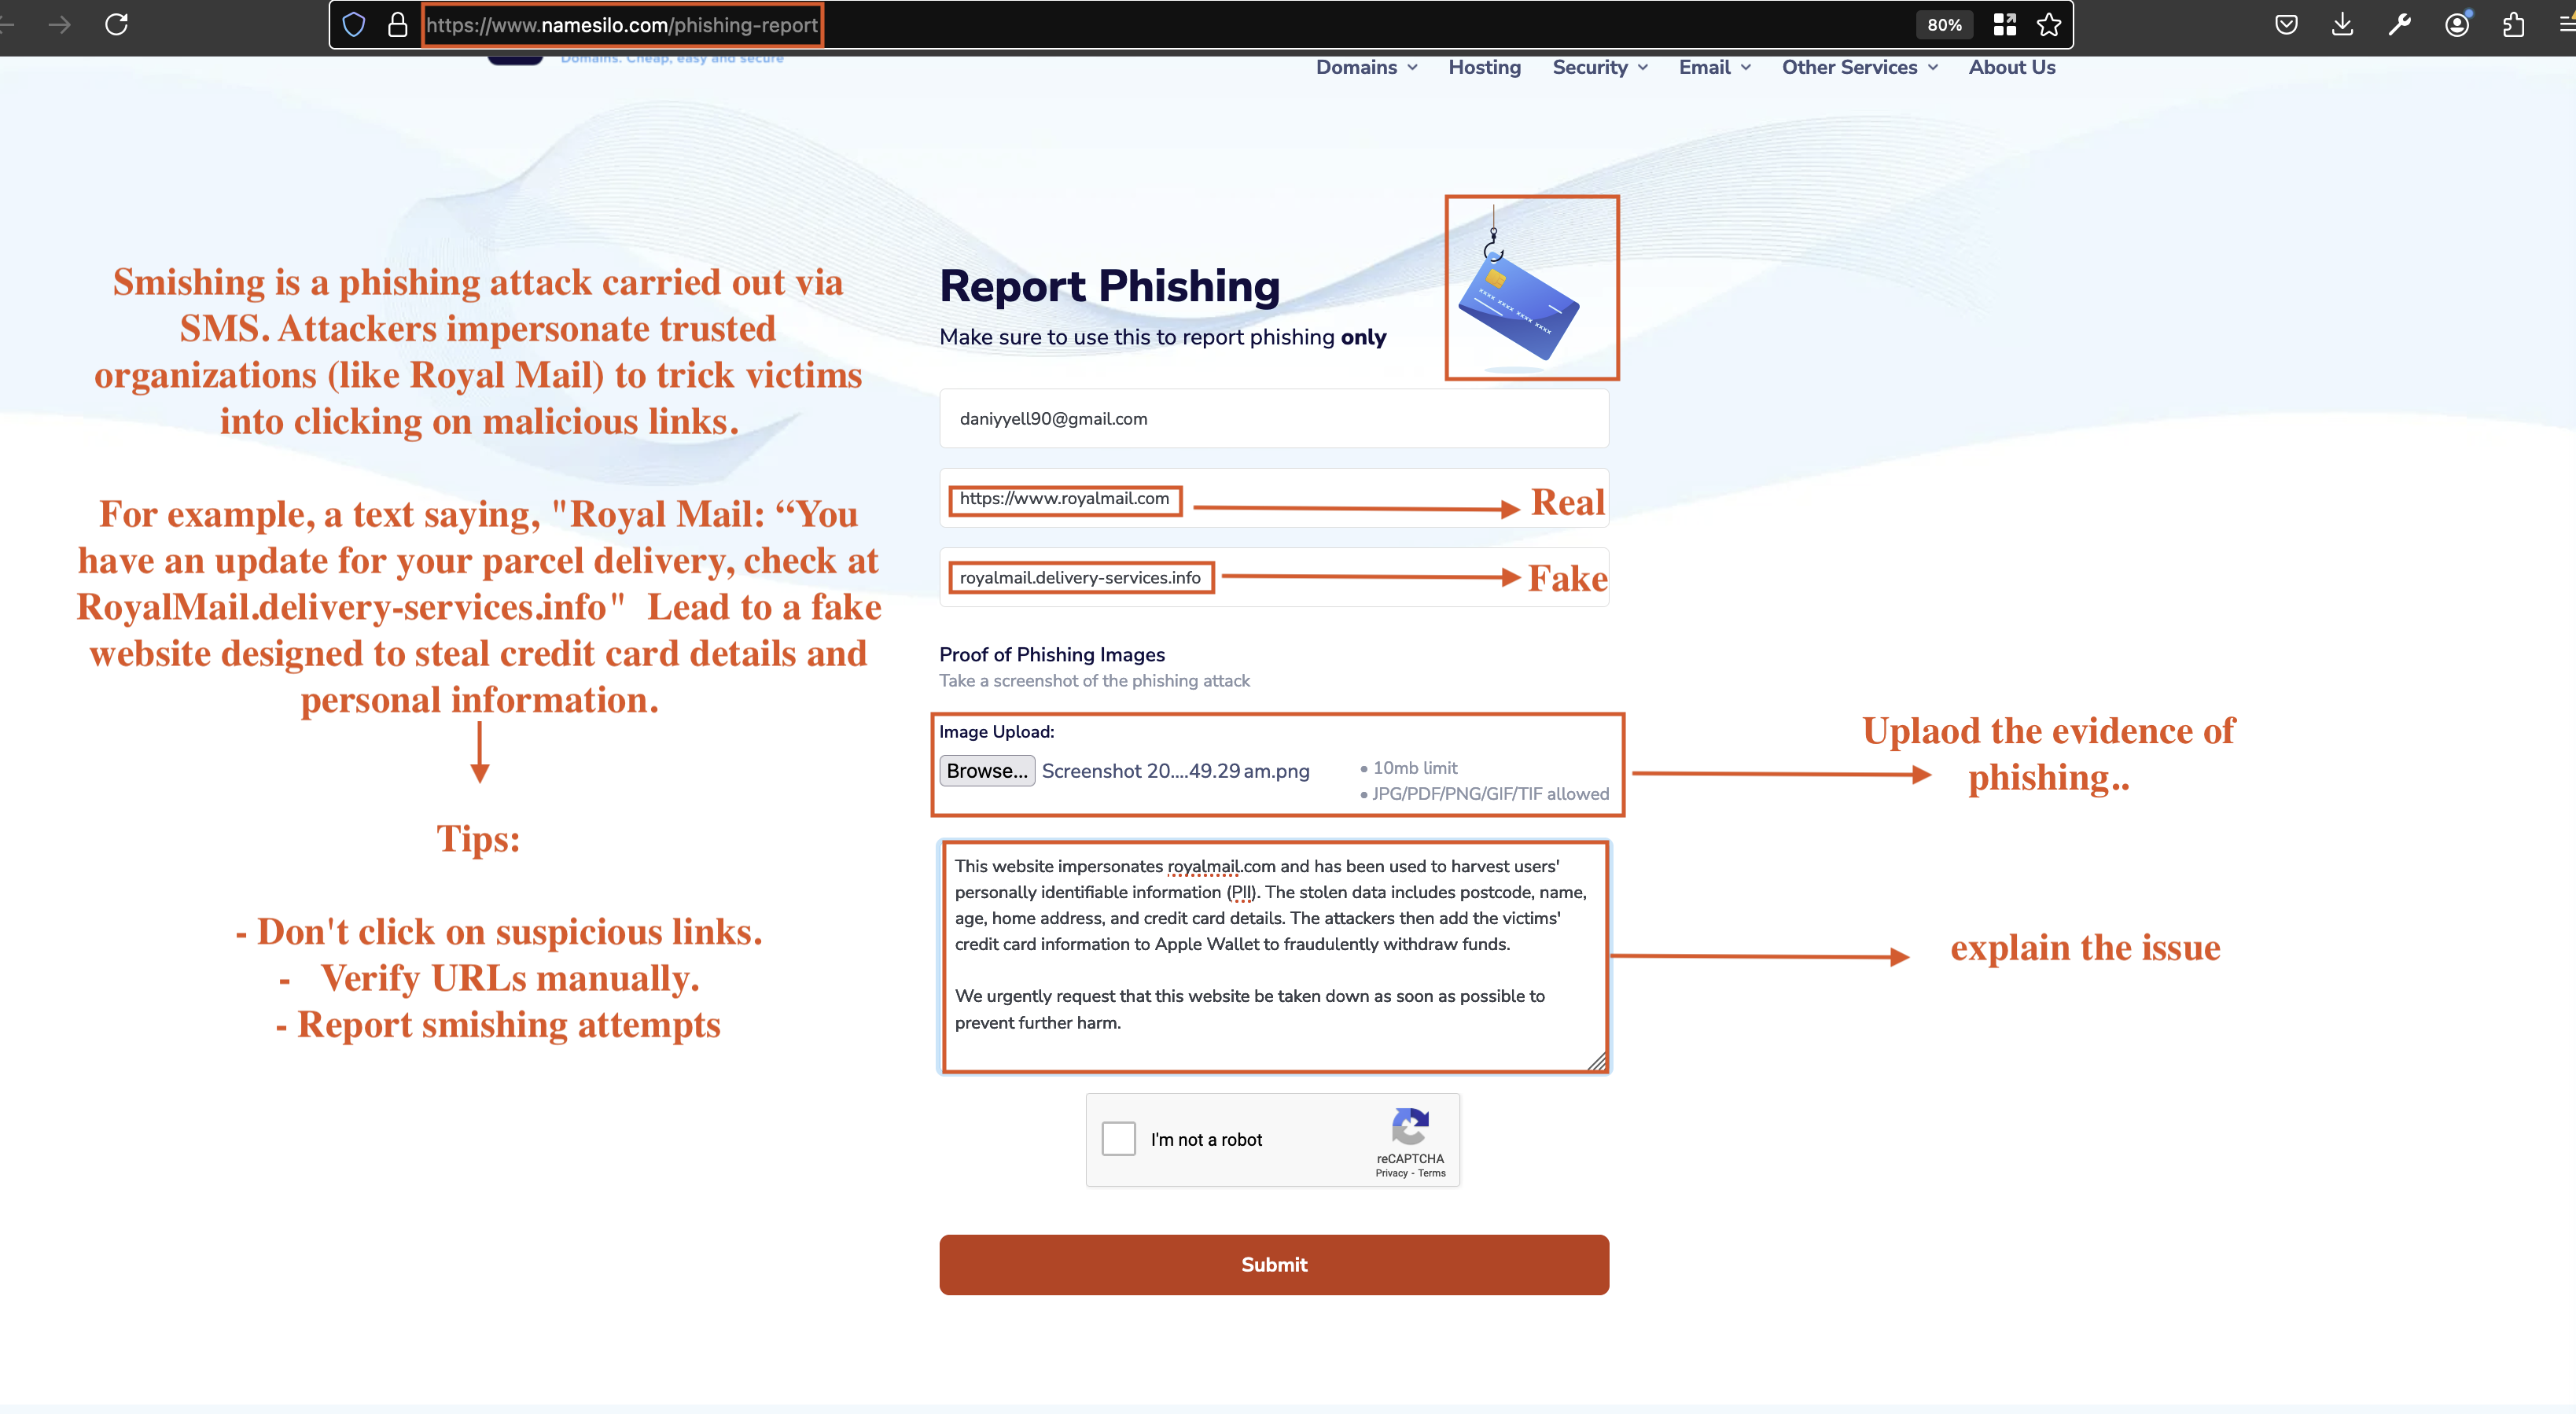 https://www.namesilo.com/phishing-report
80%
Domains. Cheap, easy and secure
Domains
Hosting
Security
Email
Other Services
About Us
Smishing is a phishing attack carried out via
SMS. Attackers impersonate trusted
organizations (like Royal Mail) to trick victims
into clicking on malicious links.
For example, a text saying, "Royal Mail: “You
have an update for your parcel delivery, check at
RoyalMail.delivery-services.info"  Lead to a fake
website designed to steal credit card details and
personal information.
Tips:
- Don't click on suspicious links.
-   Verify URLs manually.
- Report smishing attempts
Report Phishing
Make sure to use this to report phishing only
XXXX XXXX XXXX XXXX
daniyyell90@gmail.com
https://www.royalmail.com
Real
royalmail.delivery-services.info
Fake
Proof of Phishing Images
Take a screenshot of the phishing attack
Image Upload:
Browse... Screenshot 20....49.29 am.png
• 10mb limit
• JPG/PDF/PNG/GIF/TIF allowed
Uplaod the evidence of
phishing..
This website impersonates royalmail.com and has been used to harvest users'
personally identifiable information (PII). The stolen data includes postcode, name,
age, home address, and credit card details. The attackers then add the victims'
credit card information to Apple Wallet to fraudulently withdraw funds.
We urgently request that this website be taken down as soon as possible to
prevent further harm.
explain the issue
I'm not a robot
reCAPTCHA
Privacy - Terms
Submit